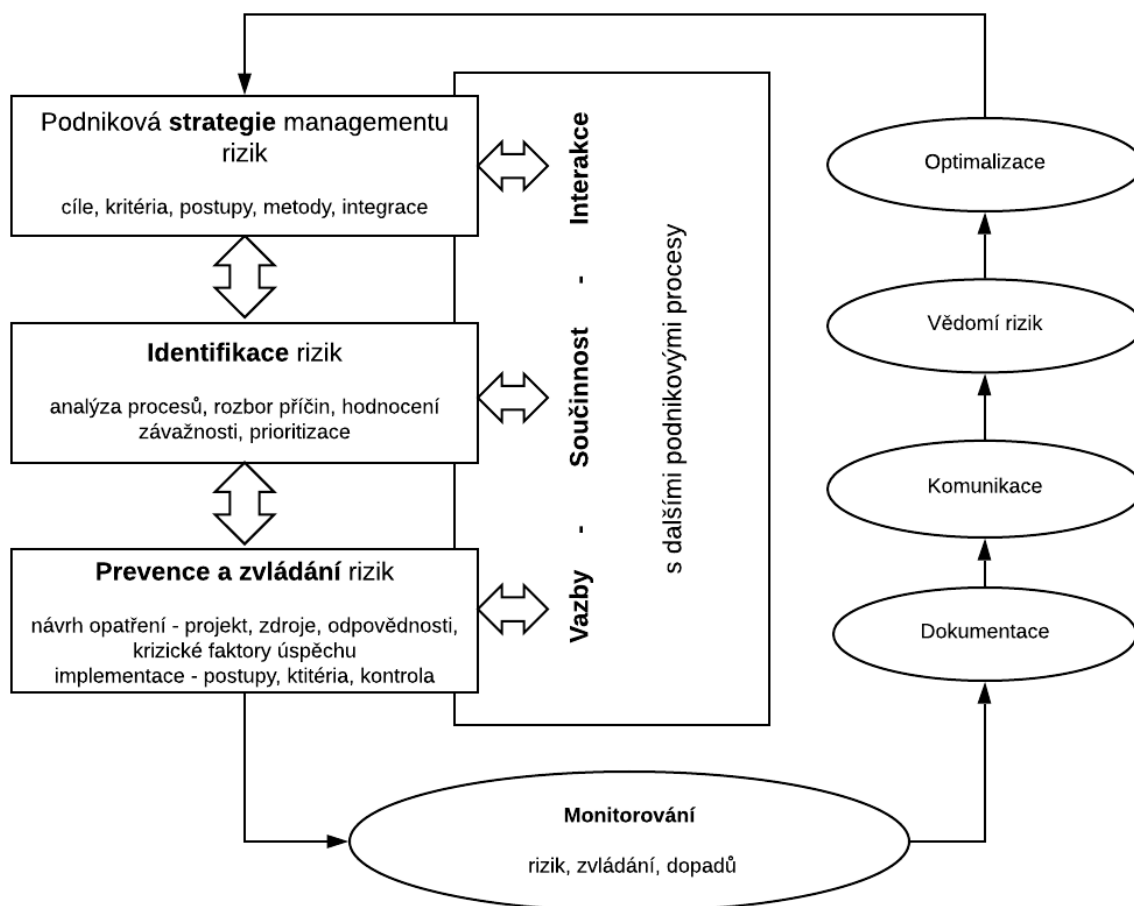 Podniková strategie managementu
rizik
cíle, kritéria, postupy, metody, integrace
Identifikace rizik
analýza procesů, rozbor příčin, hodnocení
závažnosti, prioritizace
Prevence a zvládání rizik
návrh opatření - projekt, zdroje, odpovědnosti,
krizické faktory úspěchu
implementace - postupy, ktitéria, kontrola
Vazby - Součinnost - Interakce
s dalšími podnikovými procesy
Optimalizace
Vědomí rizik
Komunikace
Dokumentace
Monitorování
rizik, zvládání, dopadů